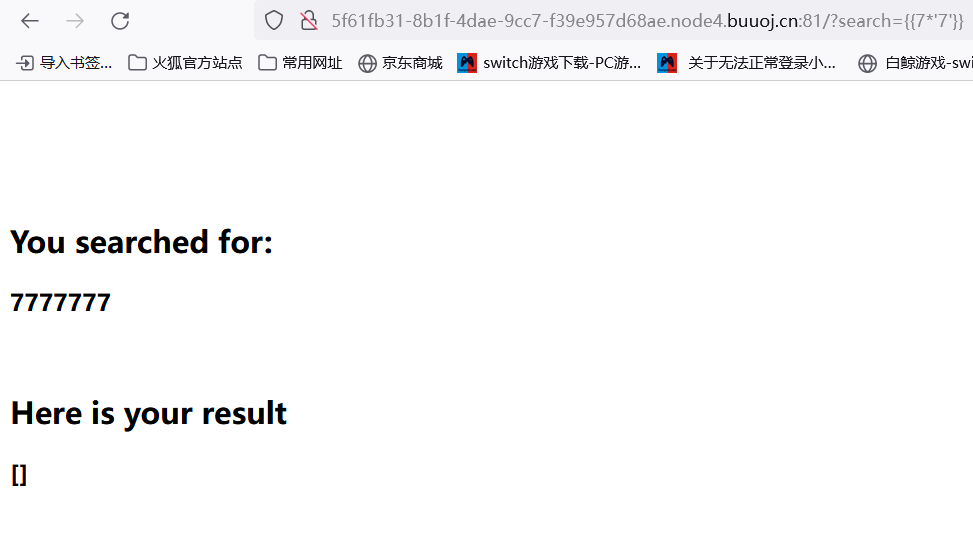 5f61fb31-8b1f-4dae-9cc7-f39e957d68ae.node4.buuoj.cn:81/?search={{7*'7'}}
导入书签... 火狐官方站点 常用网址 京东商城 switch游戏下载-PC游... 关于无法正常登录小... 白鲸游戏-swi
You searched for:
7777777
Here is your result
[]